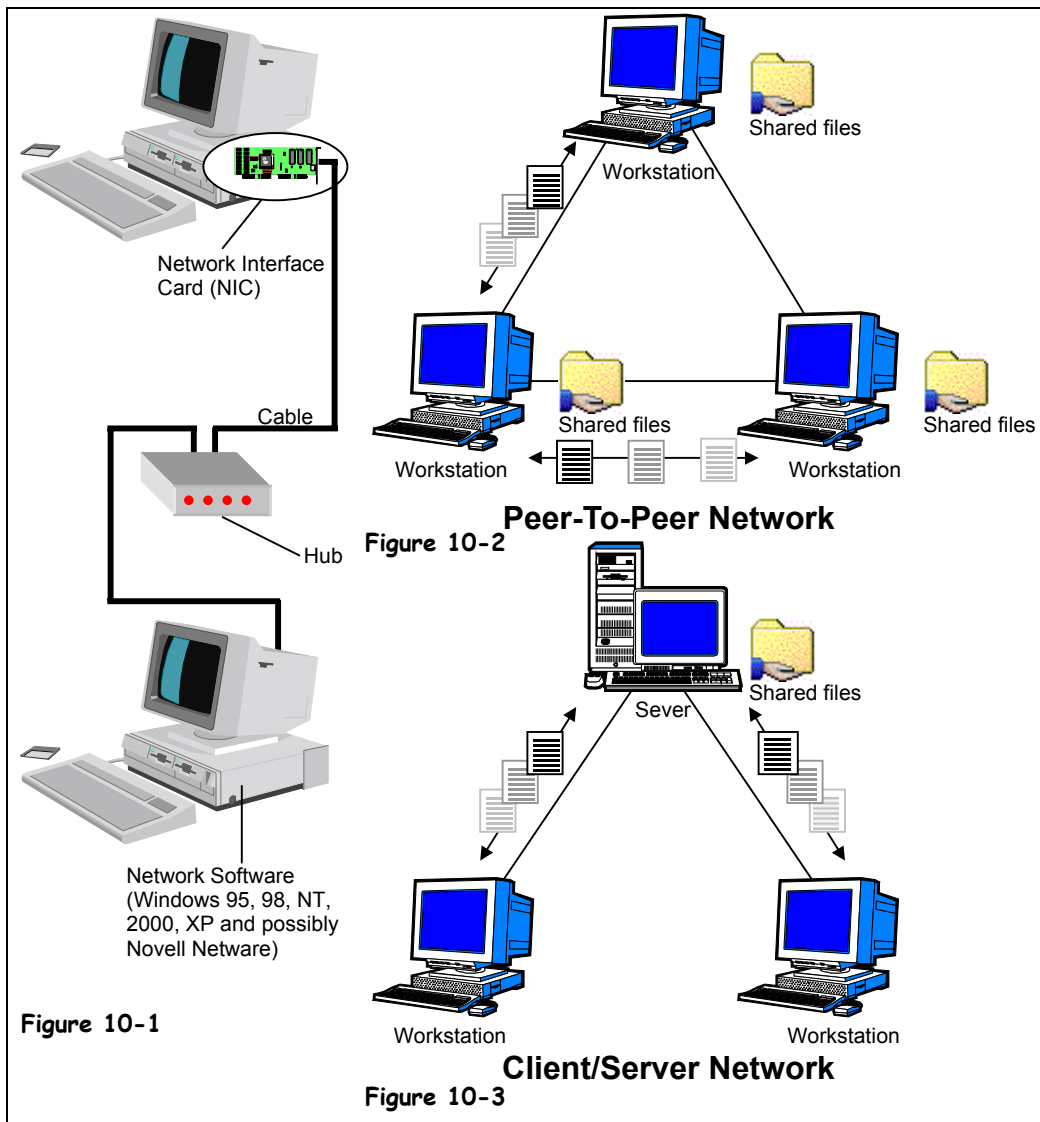 Network Interface
Card (NIC)
Cable
Hub
Network Software
(Windows 95, 98, NT,
2000, XP and possibly
Novell Netware)
Figure 10-1
Shared files
Workstation
Shared files
Shared files
Workstation
Workstation
Peer-To-Peer Network
Figure 10-2
Shared files
Sever
Workstation
Workstation
Client/Server Network
Figure 10-3